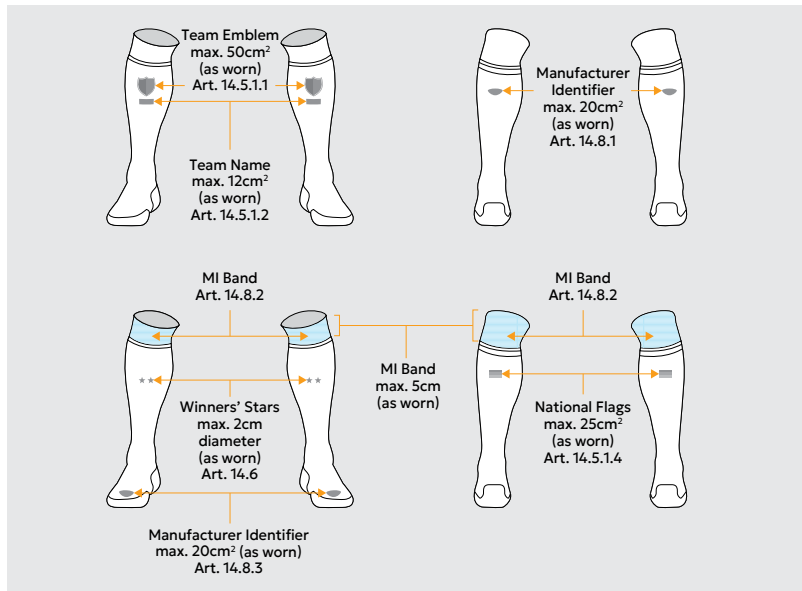 Team Emblem
max. 50cm²
(as worn)
Art. 14.5.1.1
Team Name
max. 12cm²
(as worn)
Art. 14.5.1.2
Manufacturer
Identifier
max. 20cm²
(as worn)
Art. 14.8.1
MI Band
Art. 14.8.2
MI Band
Art. 14.8.2
MI Band
max. 5cm
(as worn)
Winners’ Stars
max. 2cm
diameter
(as worn)
Art. 14.6
National Flags
max. 25cm²
(as worn)
Art. 14.5.1.4
Manufacturer Identifier
max. 20cm² (as worn)
Art. 14.8.3